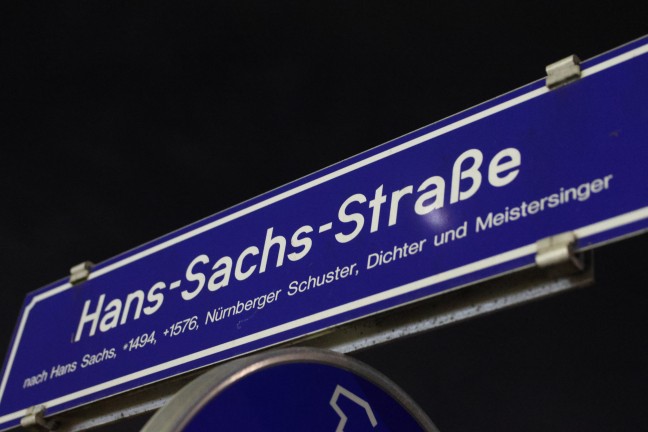 Hans-Sachs-Straße
nach Hans Sachs, *1494, +1576, Nürnberger Schuster, Dichter und Meistersinger